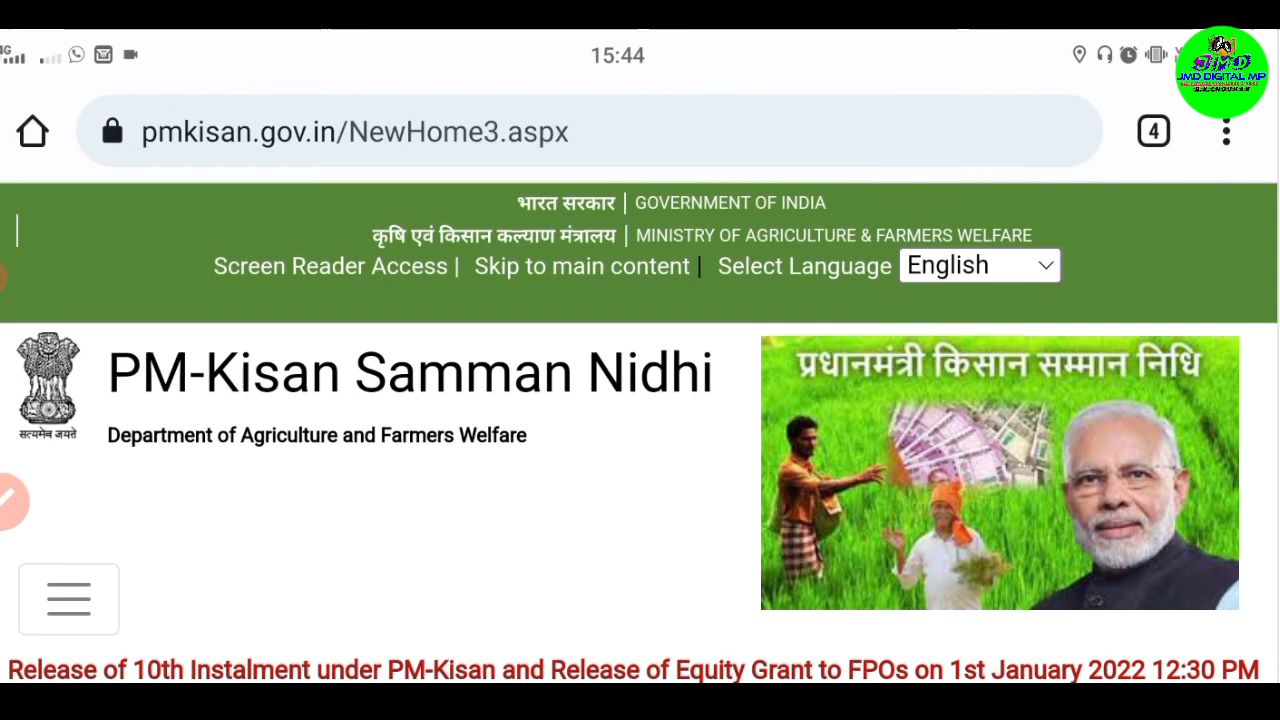 4G
15:44
JMD
JMD DIGITAL MP
pmkisan.gov.in/NewHome3.aspx
4
भारत सरकार | GOVERNMENT OF INDIA
कृषि एवं किसान कल्याण मंत्रालय | MINISTRY OF AGRICULTURE & FARMERS WELFARE
Screen Reader Access | Skip to main content | Select Language English
PM-Kisan Samman Nidhi
सत्यमेव जयते
Department of Agriculture and Farmers Welfare
प्रधानमंत्री किसान सम्मान निधि
Release of 10th Instalment under PM-Kisan and Release of Equity Grant to FPOs on 1st January 2022 12:30 PM